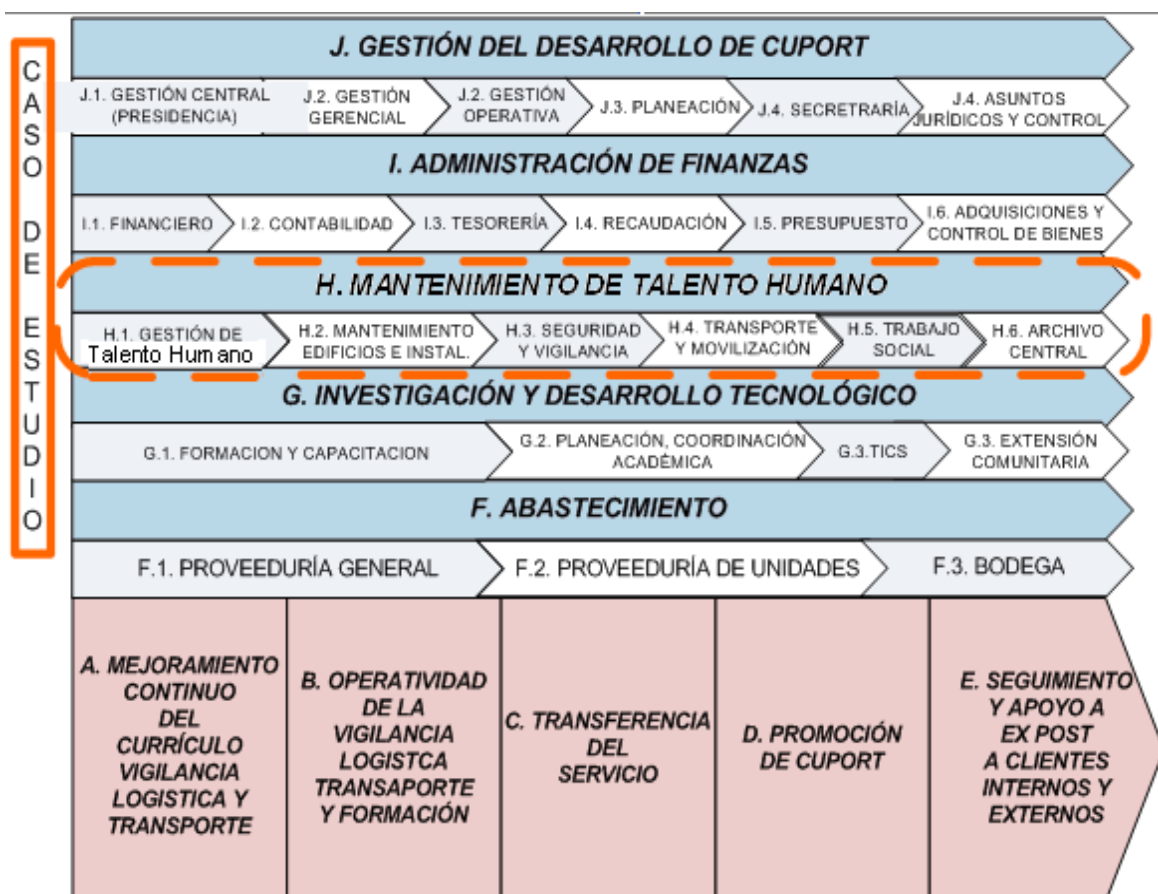 CASO DE ESTUDIO
J. GESTIÓN DEL DESARROLLO DE CUPORT
J.1. GESTIÓN CENTRAL
(PRESIDENCIA)
J.2. GESTIÓN
GERENCIAL
J.2. GESTIÓN
OPERATIVA
J.3. PLANEACIÓN
J.4. SECRETRARÍA
J.4. ASUNTOS
JURÍDICOS Y CONTROL
I. ADMINISTRACIÓN DE FINANZAS
I.1. FINANCIERO
I.2. CONTABILIDAD
I.3. TESORERÍA
I.4. RECAUDACIÓN
I.5. PRESUPUESTO
I.6. ADQUISICIONES Y
CONTROL DE BIENES
H. MANTENIMIENTO DE TALENTO HUMANO
H.1. GESTIÓN DE
Talento Humano
H.2. MANTENIMIENTO
EDIFICIOS E INSTAL.
H.3. SEGURIDAD
Y VIGILANCIA
H.4. TRANSPORTE
Y MOVILIZACIÓN
H.5. TRABAJO
SOCIAL
H.6. ARCHIVO
CENTRAL
G. INVESTIGACIÓN Y DESARROLLO TECNOLÓGICO
G.1. FORMACION Y CAPACITACION
G.2. PLANEACIÓN, COORDINACIÓN
ACADÉMICA
G.3.TICS
G.3. EXTENSIÓN
COMUNITARIA
F. ABASTECIMIENTO
F.1. PROVEEDURÍA GENERAL
F.2. PROVEEDURÍA DE UNIDADES
F.3. BODEGA
A. MEJORAMIENTO
CONTINUO
DEL
CURRÍCULO
VIGILANCIA
LOGISTICA Y
TRANSPORTE
B. OPERATIVIDAD
DE LA
VIGILANCIA
LOGISTCA
TRANSAPORTE
Y FORMACIÓN
C. TRANSFERENCIA
DEL
SERVICIO
D. PROMOCIÓN
DE CUPORT
E. SEGUIMIENTO
Y APOYO A
EX POST
A CLIENTES
INTERNOS Y
EXTERNOS